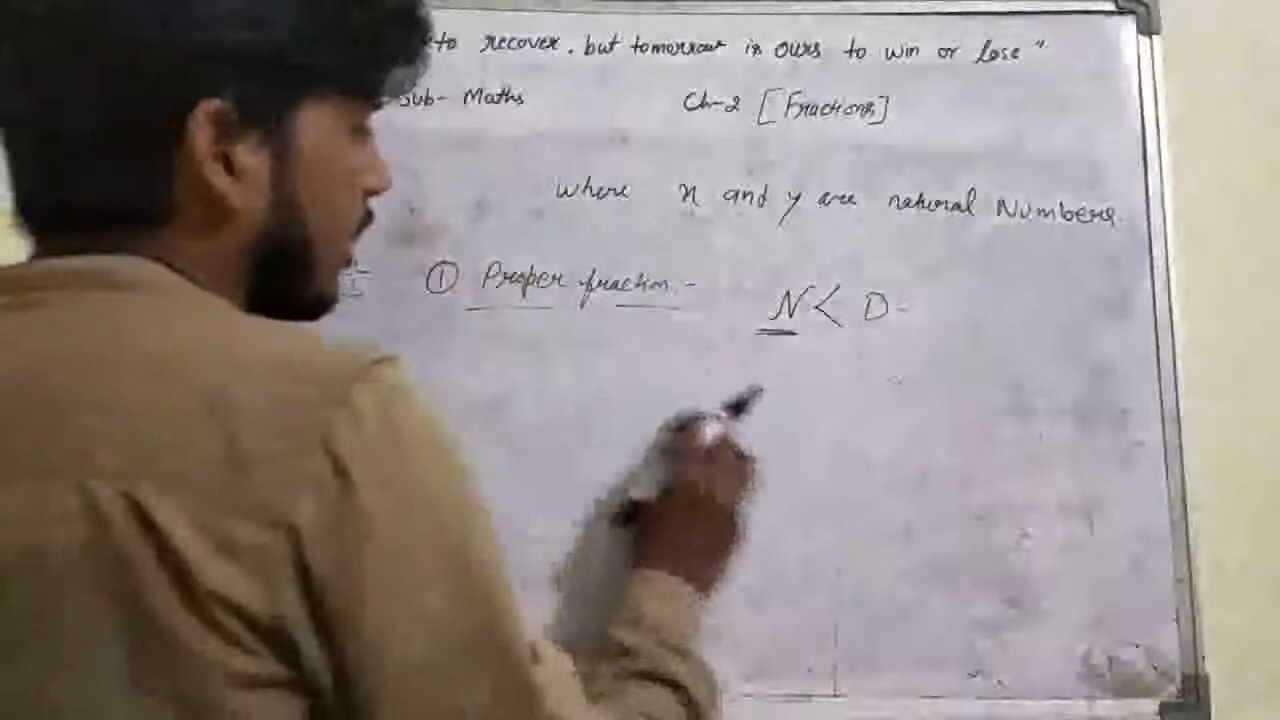 to recover. but tomorrow is ours to win or lose"
Sub- Maths Ch-2 [Fractions]
where x and y are natural Numbers
① Proper fraction:- N < D-